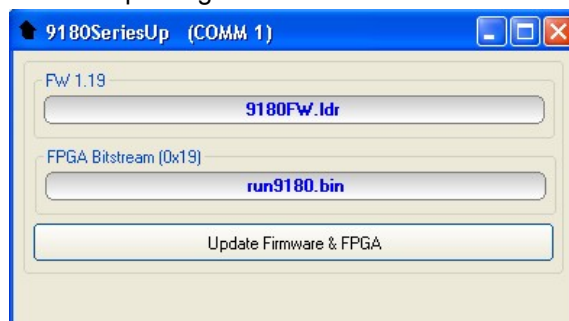 9180SeriesUp (COMM 1)
FW 1.19
9180FW.ldr
FPGA Bitstream (0x19)
run9180.bin
Update Firmware & FPGA